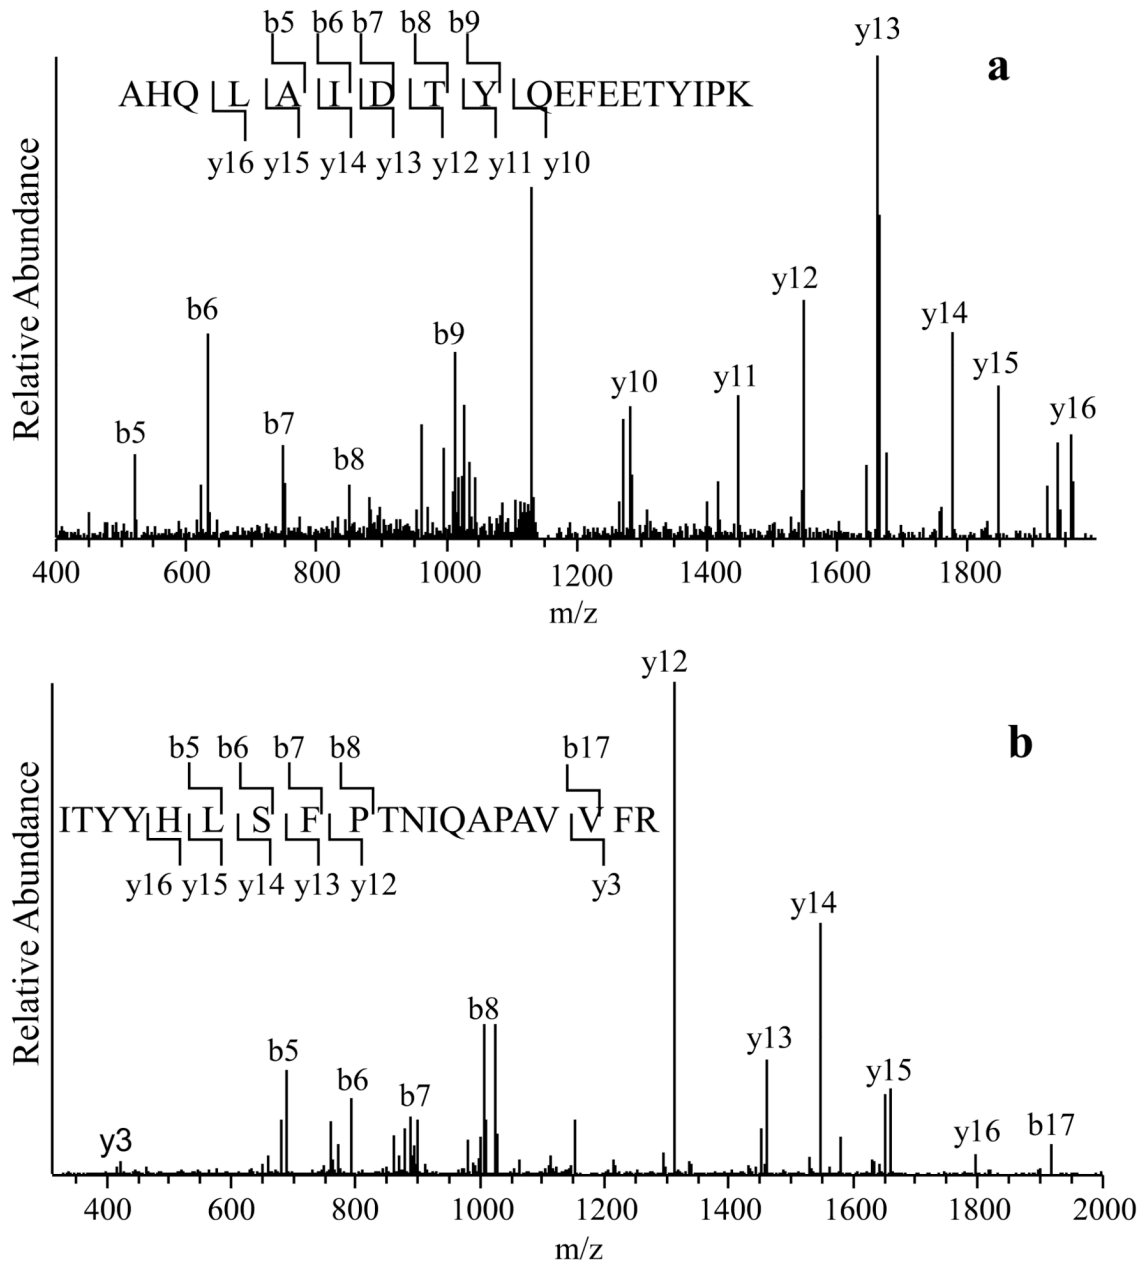 b5 b6 b7 b8 b9
y13
a
AHQ L A I D T Y QEFEETYIPK
y16 y15 y14 y13 y12 y11 y10
Relative Abundance
y12
b6
y14
b9
y15
y10
y11
y16
b5
b7
b8
400 600 800 1000 1200 1400 1600 1800
m/z
y12
b
b5 b6 b7 b8 b17
ITYYH L S F P TNIQAPAV V FR
y16 y15 y14 y13 y12 y3
Relative Abundance
y14
b8
y13
b5
b6
b7
y15
y3
y16
b17
400 600 800 1000 1200 1400 1600 1800 2000
m/z